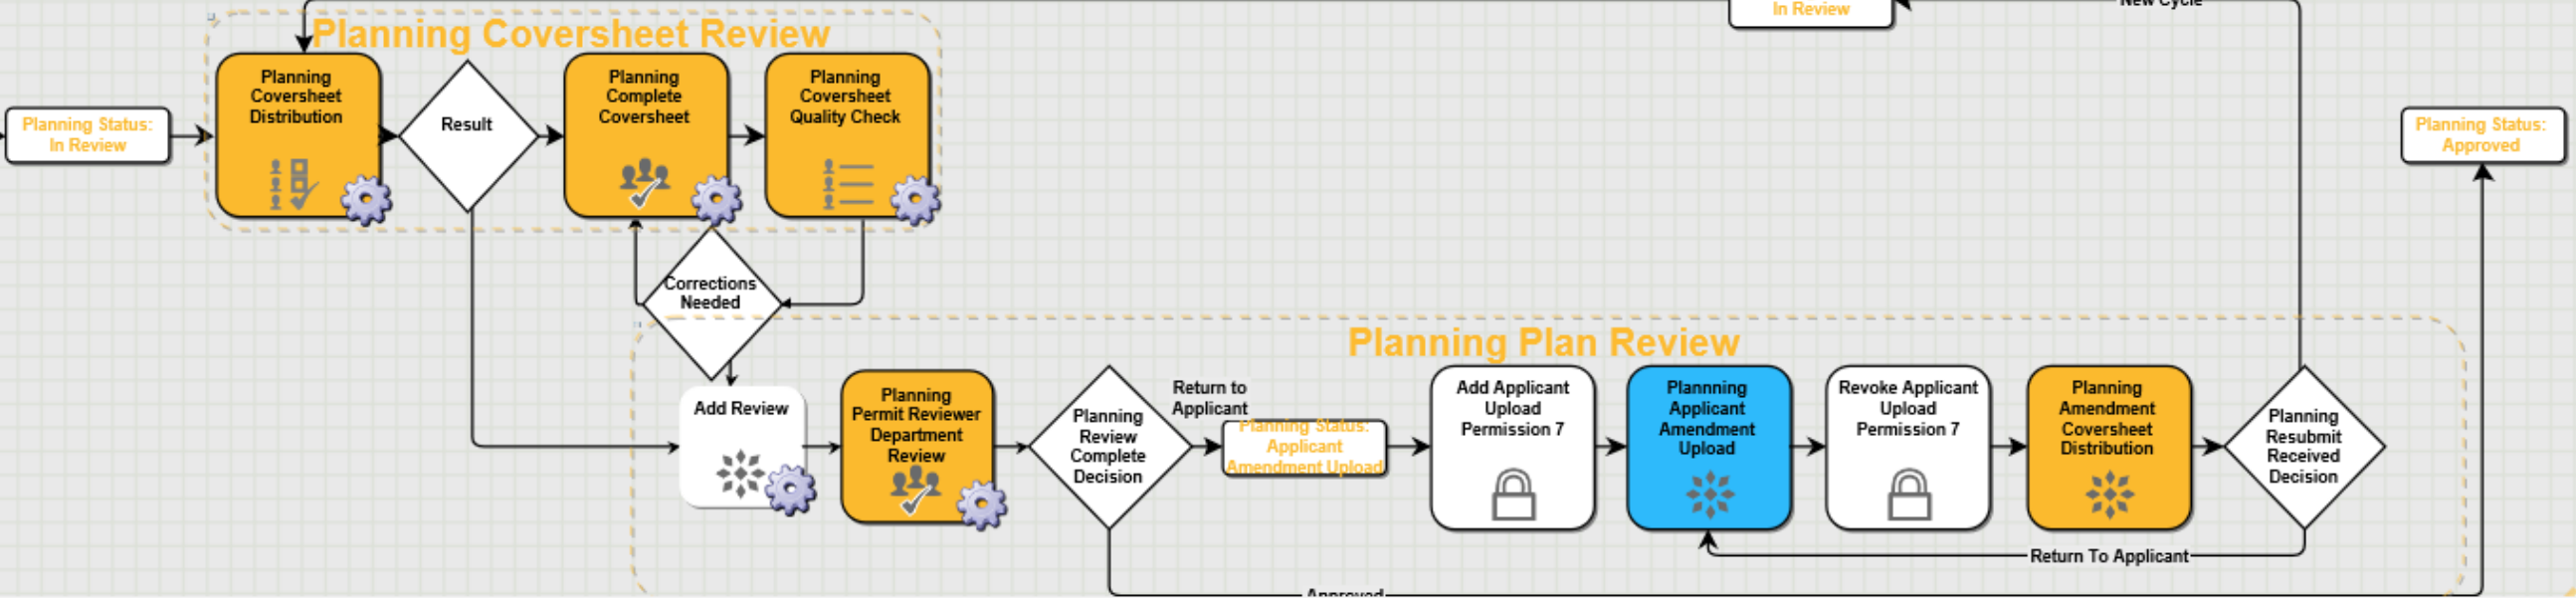 In Review
New Cycle
Planning Coversheet Review
Planning
Coversheet
Distribution
Result
Planning
Complete
Coversheet
Planning
Coversheet
Quality Check
Planning Status:
In Review
Planning Status:
Approved
Corrections
Needed
Planning Plan Review
Add Review
Planning
Permit Reviewer
Department
Review
Planning
Review
Complete
Decision
Return to
Applicant
Planning Status:
Applicant
Amendment Upload
Add Applicant
Upload
Permission 7
Plannning
Applicant
Amendment
Upload
Revoke Applicant
Upload
Permission 7
Planning
Amendment
Coversheet
Distribution
Planning
Resubmit
Received
Decision
Return To Applicant
Approved